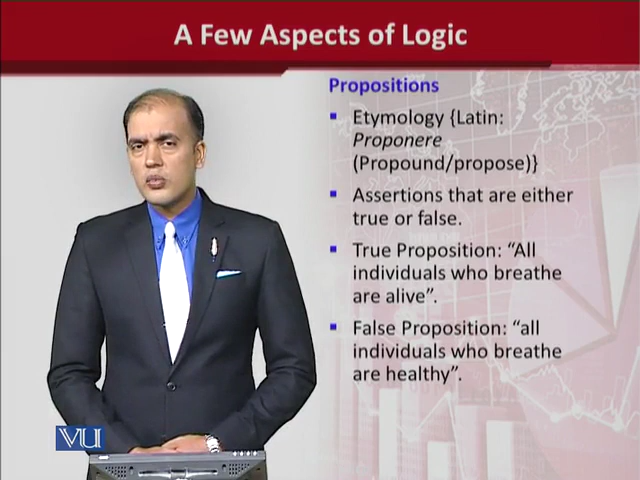 A Few Aspects of Logic
Propositions
Etymology {Latin:
Proponere
(Propound/propose)}
Assertions that are either
true or false.
True Proposition: “All
individuals who breathe
are alive”.
False Proposition: “all
individuals who breathe
are healthy”.
VU